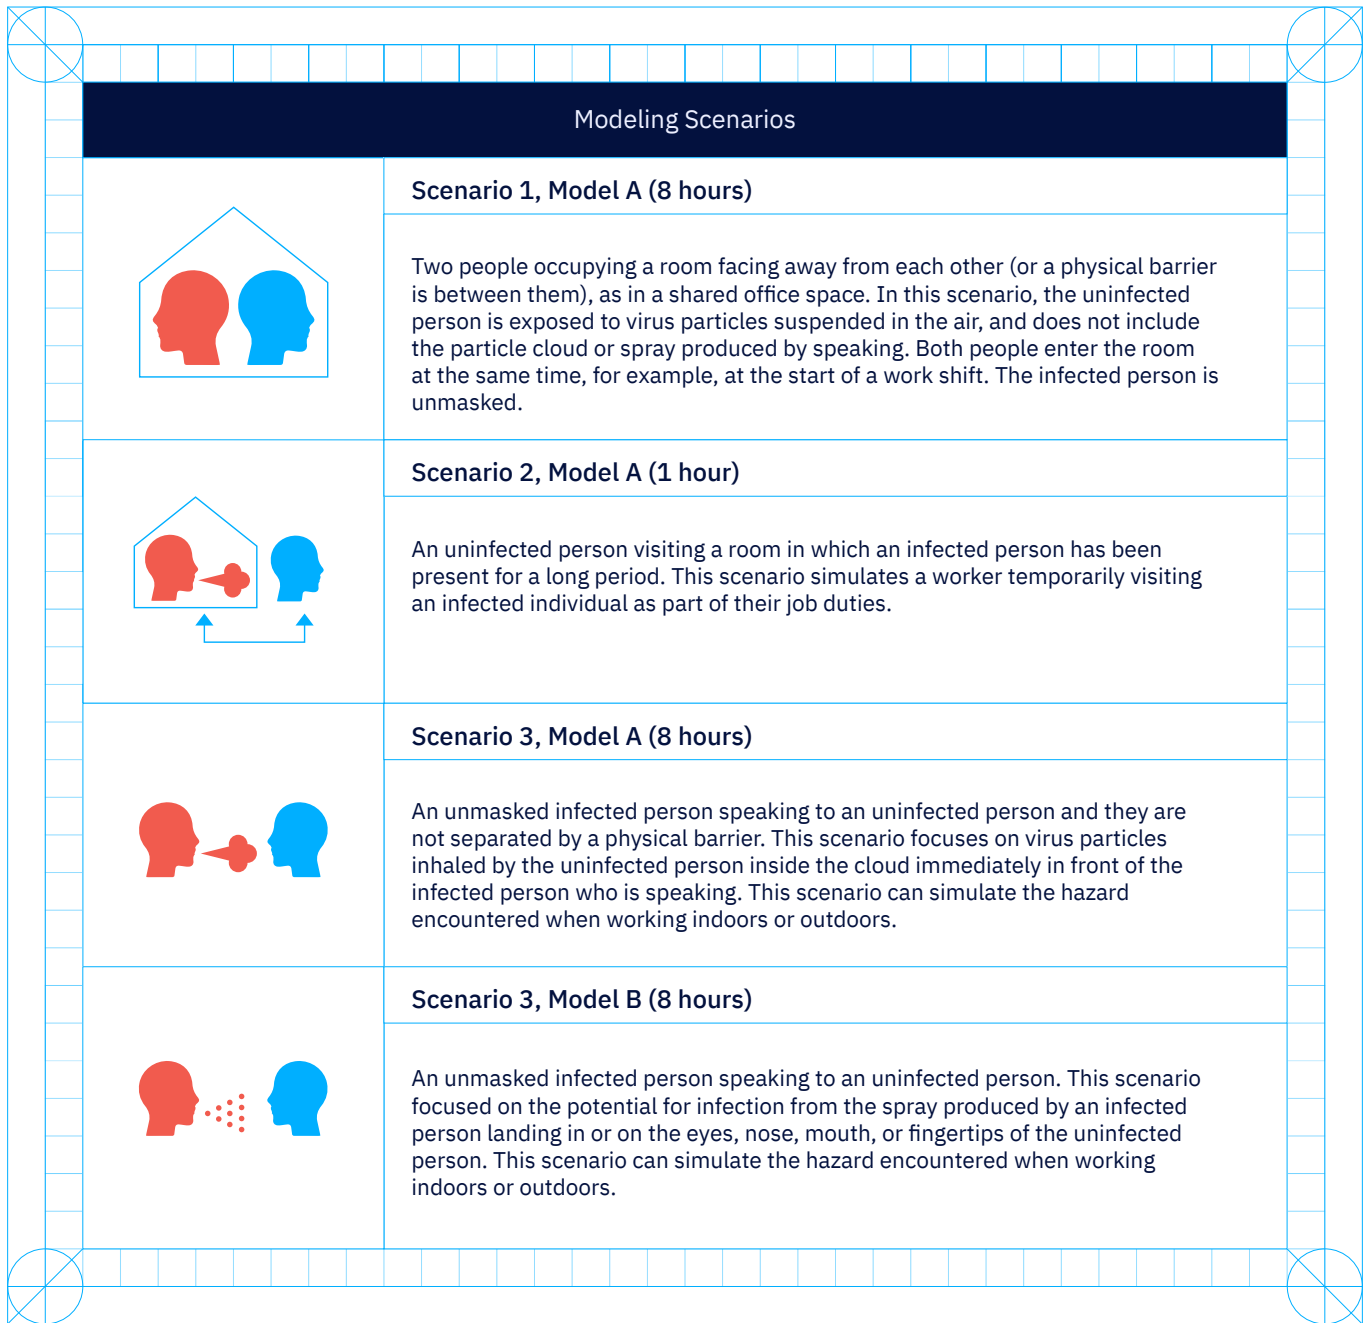 Modeling Scenarios
Scenario 1, Model A (8 hours)
Two people occupying a room facing away from each other (or a physical barrier
is between them), as in a shared office space. In this scenario, the uninfected
person is exposed to virus particles suspended in the air, and does not include
the particle cloud or spray produced by speaking. Both people enter the room
at the same time, for example, at the start of a work shift. The infected person is
unmasked.
Scenario 2, Model A (1 hour)
An uninfected person visiting a room in which an infected person has been
present for a long period. This scenario simulates a worker temporarily visiting
an infected individual as part of their job duties.
Scenario 3, Model A (8 hours)
An unmasked infected person speaking to an uninfected person and they are
not separated by a physical barrier. This scenario focuses on virus particles
inhaled by the uninfected person inside the cloud immediately in front of the
infected person who is speaking. This scenario can simulate the hazard
encountered when working indoors or outdoors.
Scenario 3, Model B (8 hours)
An unmasked infected person speaking to an uninfected person. This scenario
focused on the potential for infection from the spray produced by an infected
person landing in or on the eyes, nose, mouth, or fingertips of the uninfected
person. This scenario can simulate the hazard encountered when working
indoors or outdoors.